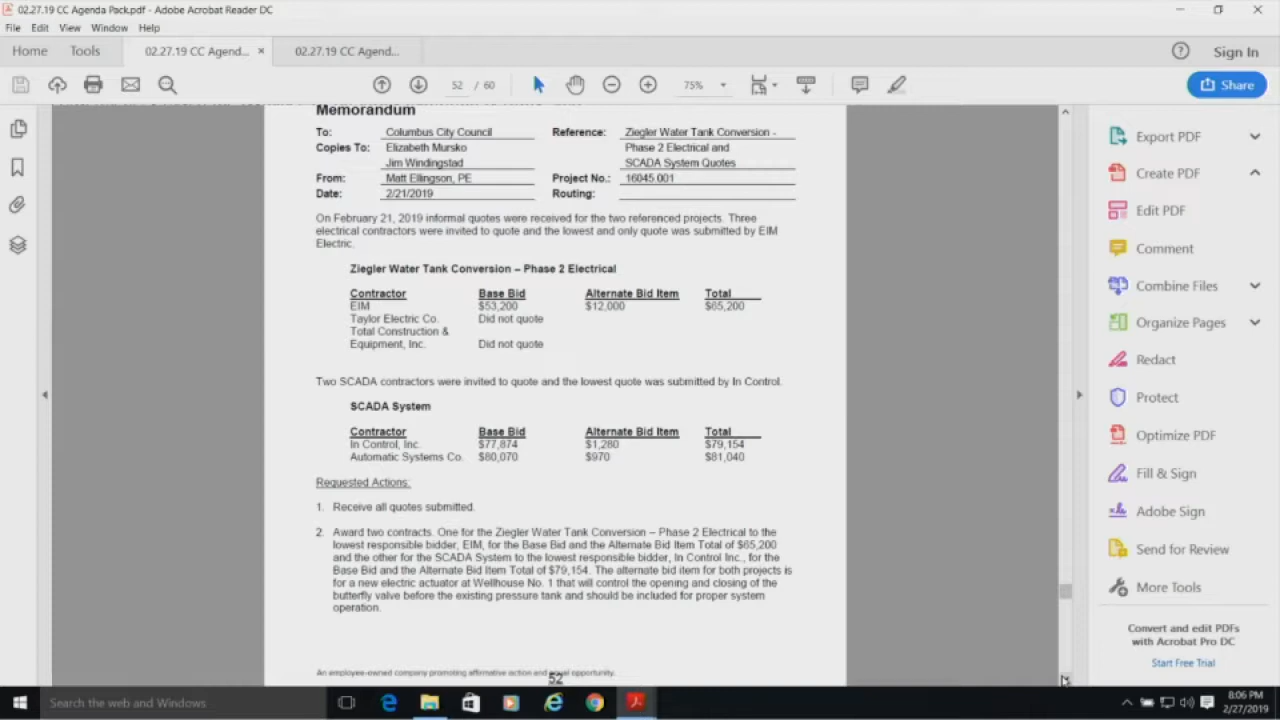 02.27.19 CC Agenda Pack.pdf - Adobe Acrobat Reader DC
File Edit View Window Help
Home Tools 02.27.19 CC Agend... × 02.27.19 CC Agend... Sign In
52 / 60 75% Share
Memorandum
To: Columbus City Council Reference: Ziegler Water Tank Conversion -
Copies To: Elizabeth Mursko Phase 2 Electrical and
Jim Windingstad SCADA System Quotes
From: Matt Ellingson, PE Project No.: 16045.001
Date: 2/21/2019 Routing:
On February 21, 2019 informal quotes were received for the two referenced projects. Three
electrical contractors were invited to quote and the lowest and only quote was submitted by EIM
Electric.
Ziegler Water Tank Conversion – Phase 2 Electrical
Contractor Base Bid Alternate Bid Item Total
EIM $53,200 $12,000 $65,200
Taylor Electric Co. Did not quote
Total Construction &
Equipment, Inc. Did not quote
Two SCADA contractors were invited to quote and the lowest quote was submitted by In Control.
SCADA System
Contractor Base Bid Alternate Bid Item Total
In Control, Inc. $77,874 $1,280 $79,154
Automatic Systems Co. $80,070 $970 $81,040
Requested Actions:
1. Receive all quotes submitted.
2. Award two contracts. One for the Ziegler Water Tank Conversion – Phase 2 Electrical to the
lowest responsible bidder, EIM, for the Base Bid and the Alternate Bid Item Total of $65,200
and the other for the SCADA System to the lowest responsible bidder, In Control Inc., for the
Base Bid and the Alternate Bid Item Total of $79,154. The alternate bid item for both projects is
for a new electric actuator at Wellhouse No. 1 that will control the opening and closing of the
butterfly valve before the existing pressure tank and should be included for proper system
operation.
An employee-owned company promoting affirmative action and equal opportunity.
52
Export PDF
Create PDF
Edit PDF
Comment
Combine Files
Organize Pages
Redact
Protect
Optimize PDF
Fill & Sign
Adobe Sign
Send for Review
More Tools
Convert and edit PDFs
with Acrobat Pro DC
Start Free Trial
Search the web and Windows
8:06 PM
2/27/2019